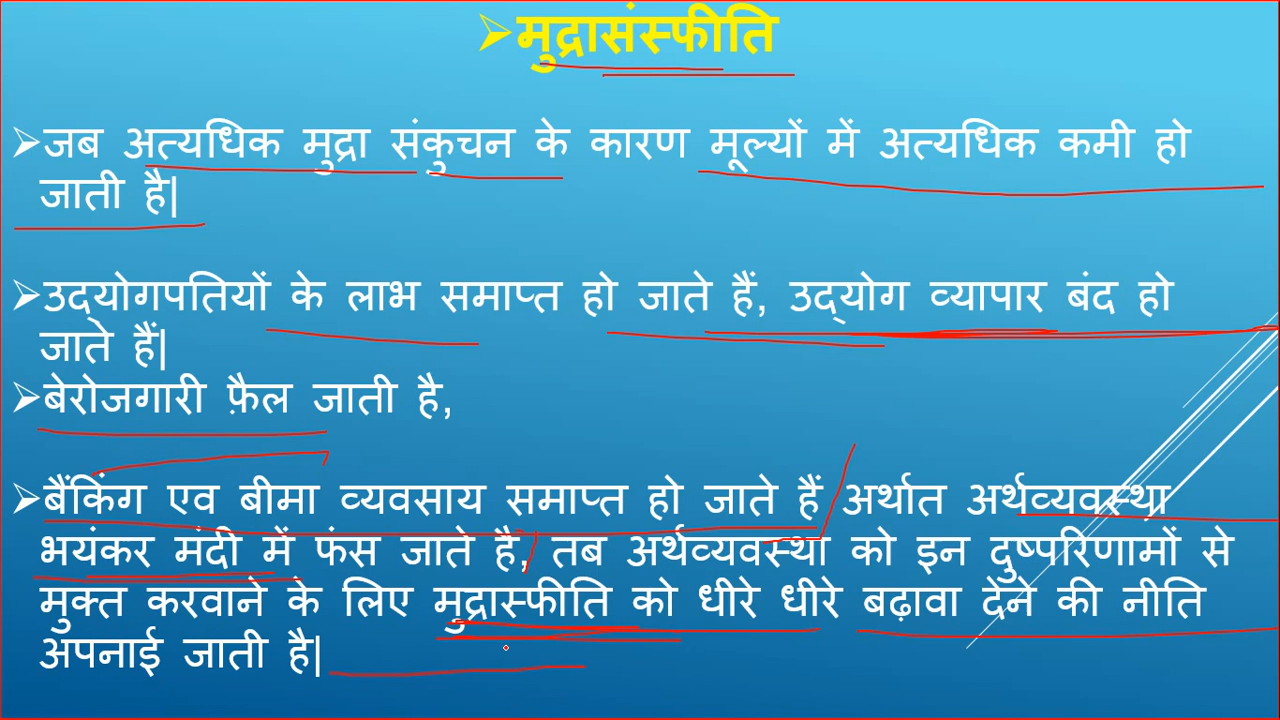 ➢मुद्रासंस्फीति
➢जब अत्यधिक मुद्रा संकुचन के कारण मूल्यों में अत्यधिक कमी हो
जाती है|
➢उद्योगपतियों के लाभ समाप्त हो जाते हैं, उद्योग व्यापार बंद हो
जाते हैं|
➢बेरोजगारी फ़ैल जाती है,
➢बैंकिंग एव बीमा व्यवसाय समाप्त हो जाते हैं अर्थात अर्थव्यवस्था
भयंकर मंदी में फंस जाते है, तब अर्थव्यवस्था को इन दुष्परिणामों से
मुक्त करवाने के लिए मुद्रास्फीति को धीरे धीरे बढ़ावा देने की नीति
अपनाई जाती है|